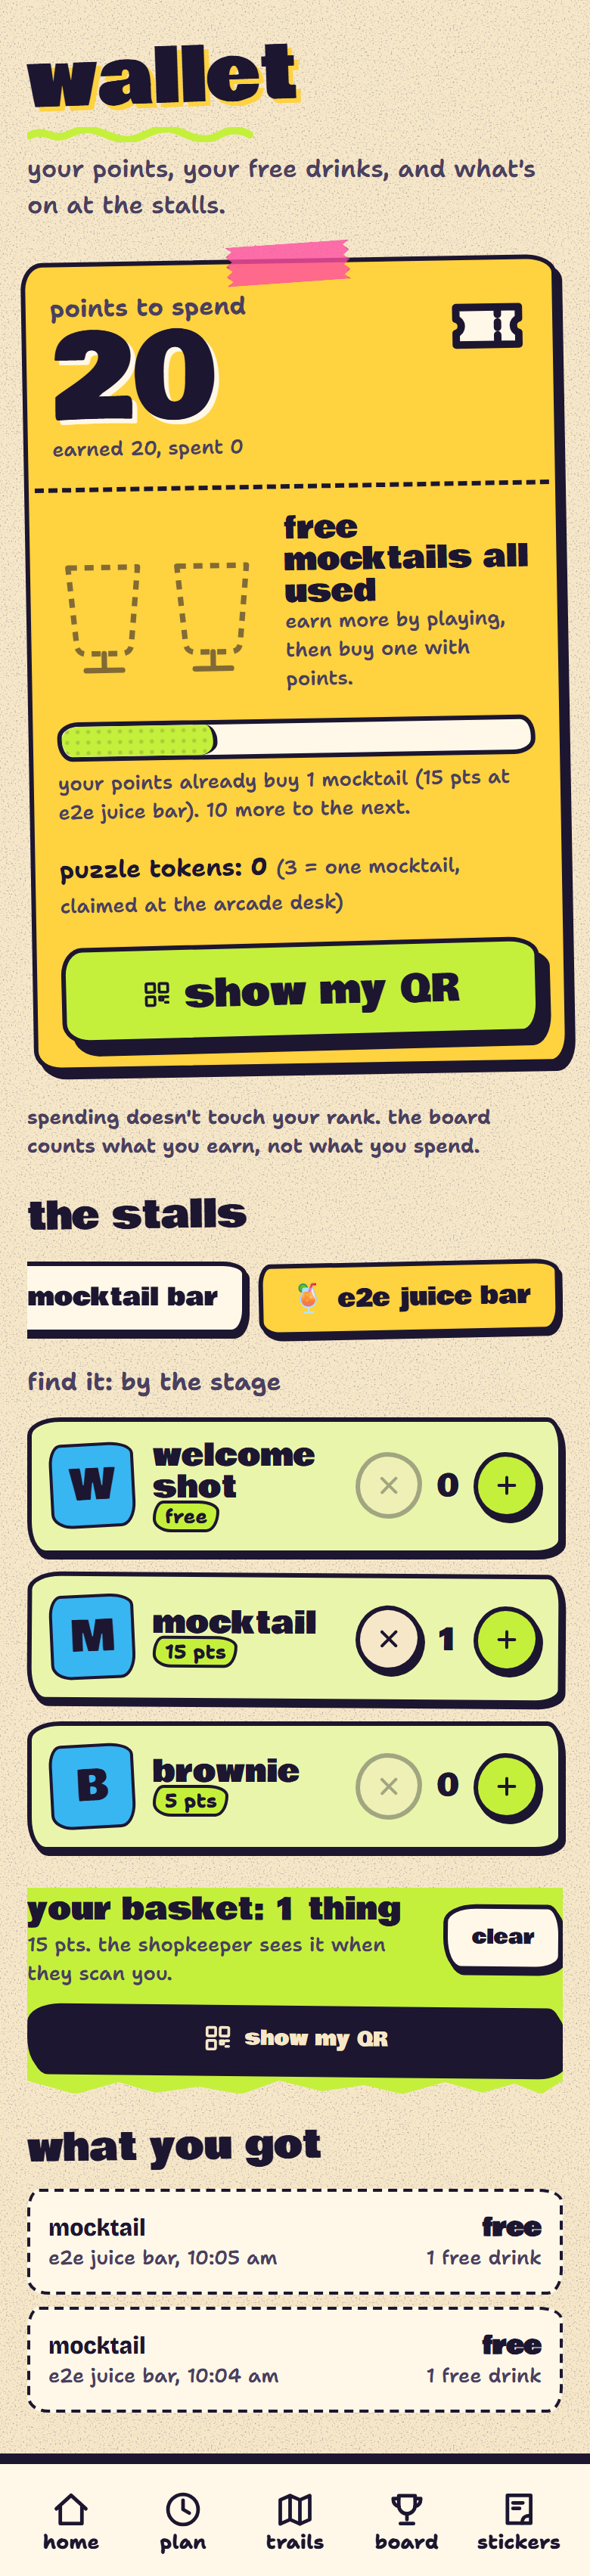 wallet
your points, your free drinks, and what's
on at the stalls.
points to spend
20
earned 20, spent 0
free
mocktails all
used
earn more by playing,
then buy one with
points.
your points already buy 1 mocktail (15 pts at
e2e juice bar). 10 more to the next.
puzzle tokens: 0 (3 = one mocktail,
claimed at the arcade desk)
show my QR
spending doesn't touch your rank. the board
counts what you earn, not what you spend.
the stalls
mocktail bar
e2e juice bar
find it: by the stage
W
welcome
shot
free
0
M
mocktail
15 pts
1
B
brownie
5 pts
0
your basket: 1 thing
15 pts. the shopkeeper sees it when
they scan you.
clear
show my QR
what you got
mocktail free
e2e juice bar, 10:05 am 1 free drink
mocktail free
e2e juice bar, 10:04 am 1 free drink
home plan trails board stickers